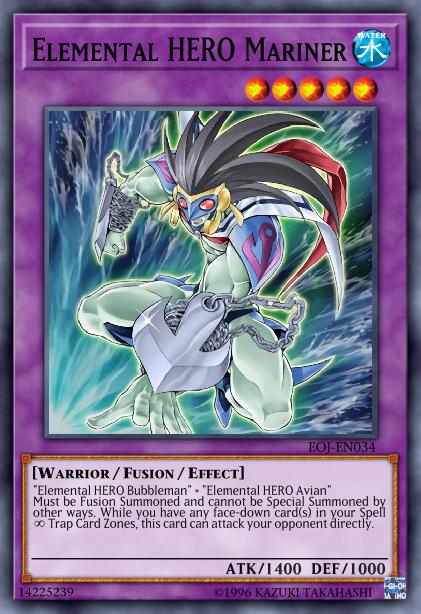 ELEMENTAL HERO MARINER
WATER
水
EOJ-EN034
[WARRIOR / FUSION / EFFECT]
"Elemental HERO Bubbleman" + "Elemental HERO Avian"
Must be Fusion Summoned and cannot be Special Summoned by
other ways. While you have any face-down card(s) in your Spell
∞ Trap Card Zones, this card can attack your opponent directly.
ATK/1400 DEF/1000
14225239
©1996 KAZUKI TAKAHASHI